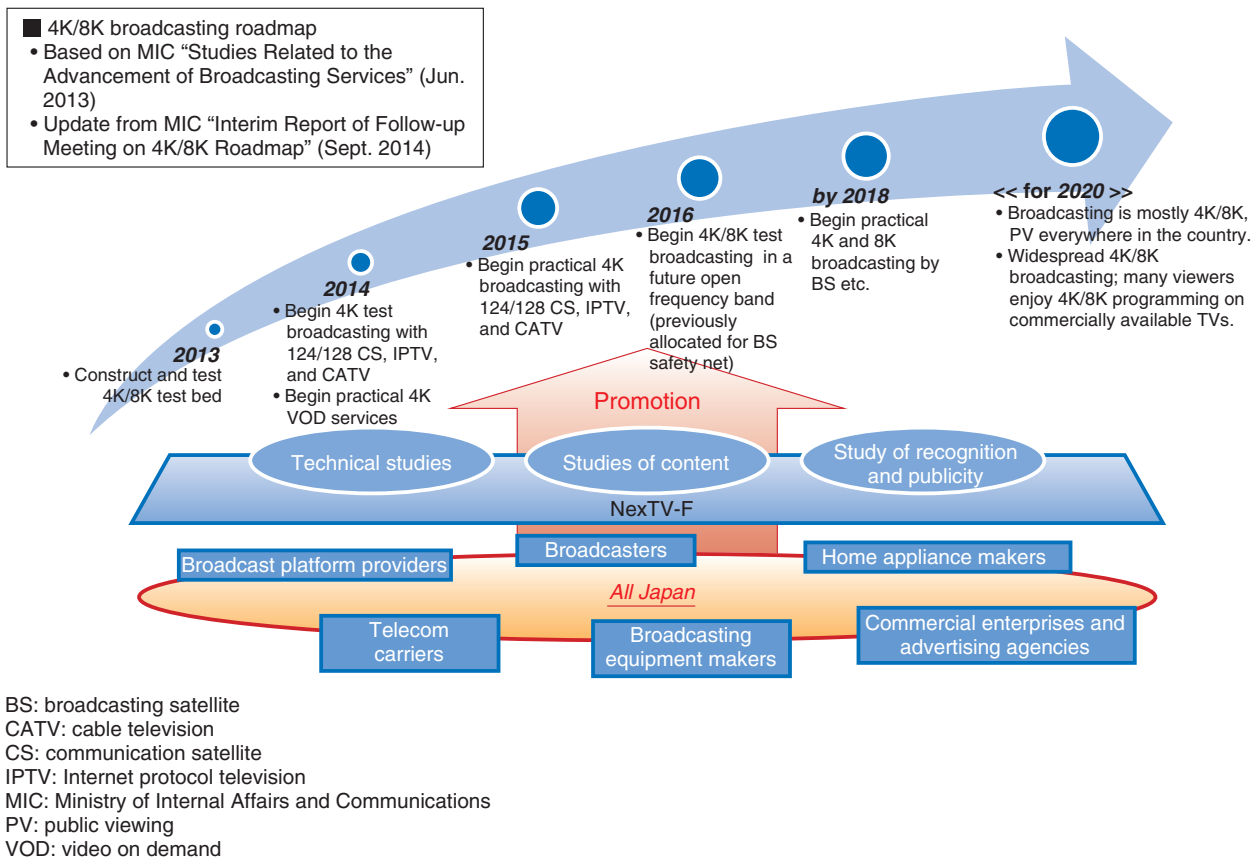 ■ 4K/8K broadcasting roadmap
• Based on MIC “Studies Related to the
Advancement of Broadcasting Services” (Jun.
2013)
• Update from MIC “Interim Report of Follow-up
Meeting on 4K/8K Roadmap” (Sept. 2014)
2013
• Construct and test
4K/8K test bed
2014
• Begin 4K test
broadcasting with
124/128 CS, IPTV,
and CATV
• Begin practical 4K
VOD services
2015
• Begin practical 4K
broadcasting with
124/128 CS, IPTV,
and CATV
2016
• Begin 4K/8K test
broadcasting in a
future open
frequency band
(previously
allocated for BS
safety net)
by 2018
• Begin practical
4K and 8K
broadcasting by
BS etc.
<< for 2020 >>
• Broadcasting is mostly 4K/8K,
PV everywhere in the country.
• Widespread 4K/8K
broadcasting; many viewers
enjoy 4K/8K programming on
commercially available TVs.
Promotion
Technical studies
Studies of content
Study of recognition
and publicity
NexTV-F
Broadcast platform providers
Broadcasters
Home appliance makers
All Japan
Telecom
carriers
Broadcasting
equipment makers
Commercial enterprises and
advertising agencies
BS: broadcasting satellite
CATV: cable television
CS: communication satellite
IPTV: Internet protocol television
MIC: Ministry of Internal Affairs and Communications
PV: public viewing
VOD: video on demand